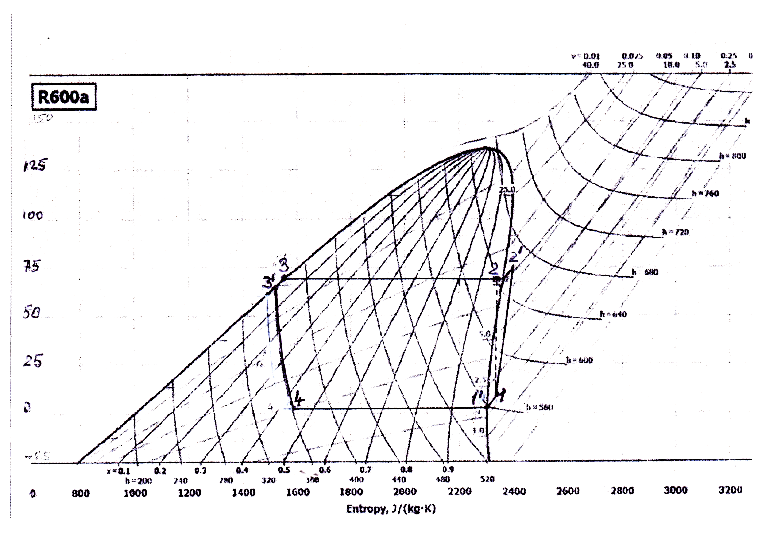 v=0.01 0.025 0.05 0.10 0.25
40.0 25.0 10.0 5.0 2.5
R600a
150
h
125
h=800
25.0
h=760
100
h=720
3 2 2'
75
3'
h=680
50
h=640
25
h=600
4 1' 1
0
h=560
1.0
x=0.1 0.2 0.3 0.4 0.5 0.6 0.7 0.8 0.9
h=200 240 280 320 400 440 480 520
0 800 1000 1200 1400 1600 1800 2000 2200 2400 2600 2800 3000 3200
Entropy, J/(kg·K)